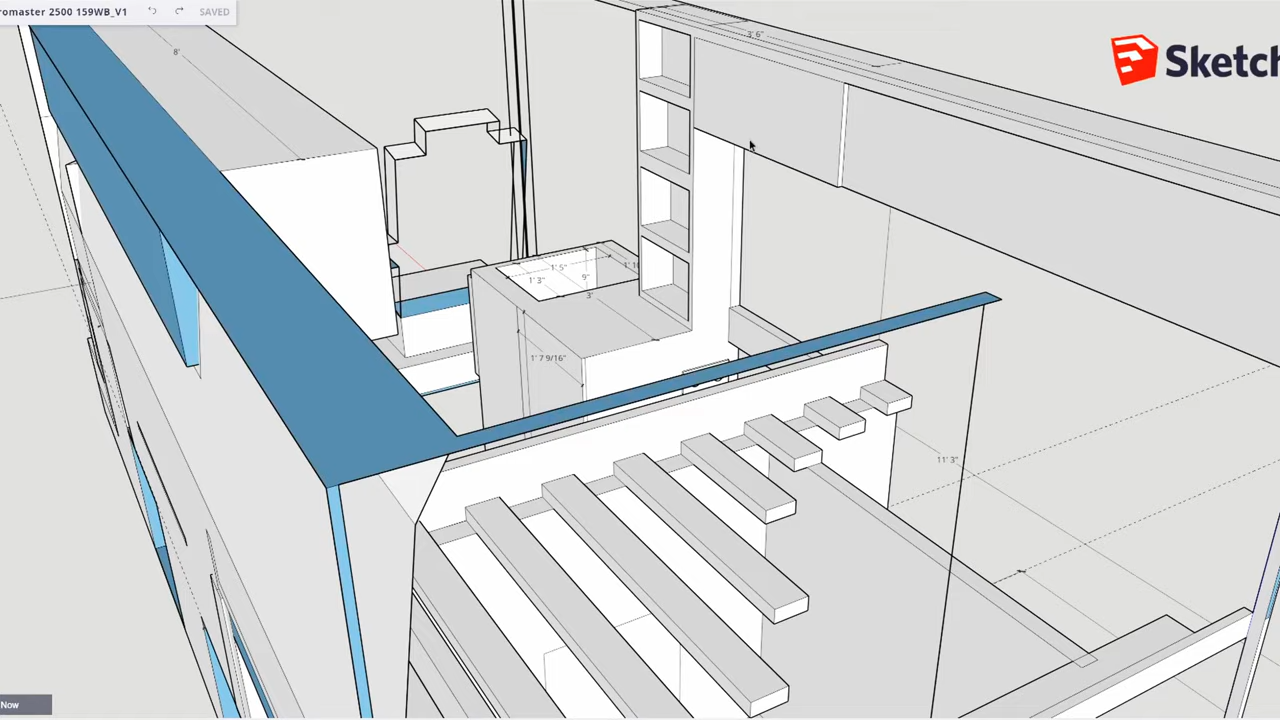 romaster 2500 159WB_V1
SAVED
8'
3' 6"
Sketch
1' 5"
1' 3"
9"
3'
1' 7 9/16"
11' 3"
Now